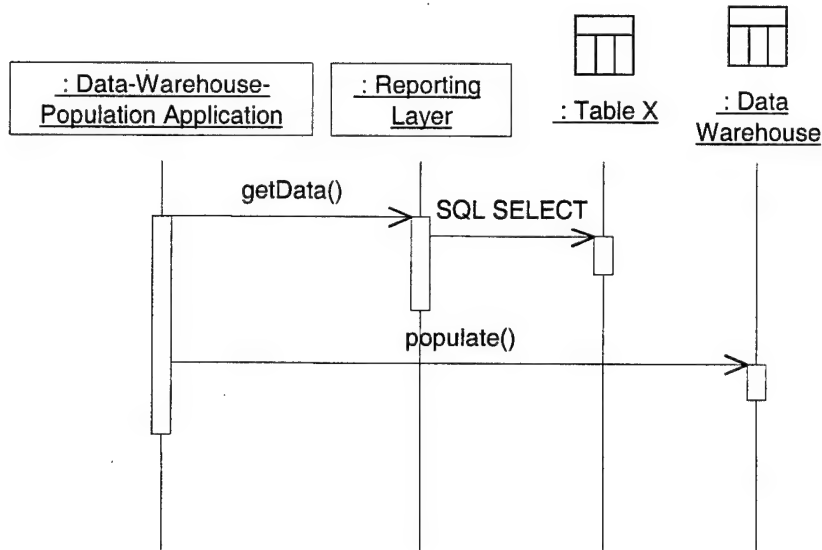 : Data-Warehouse-
Population Application
: Reporting
Layer
: Table X
: Data
Warehouse
getData()
SQL SELECT
populate()